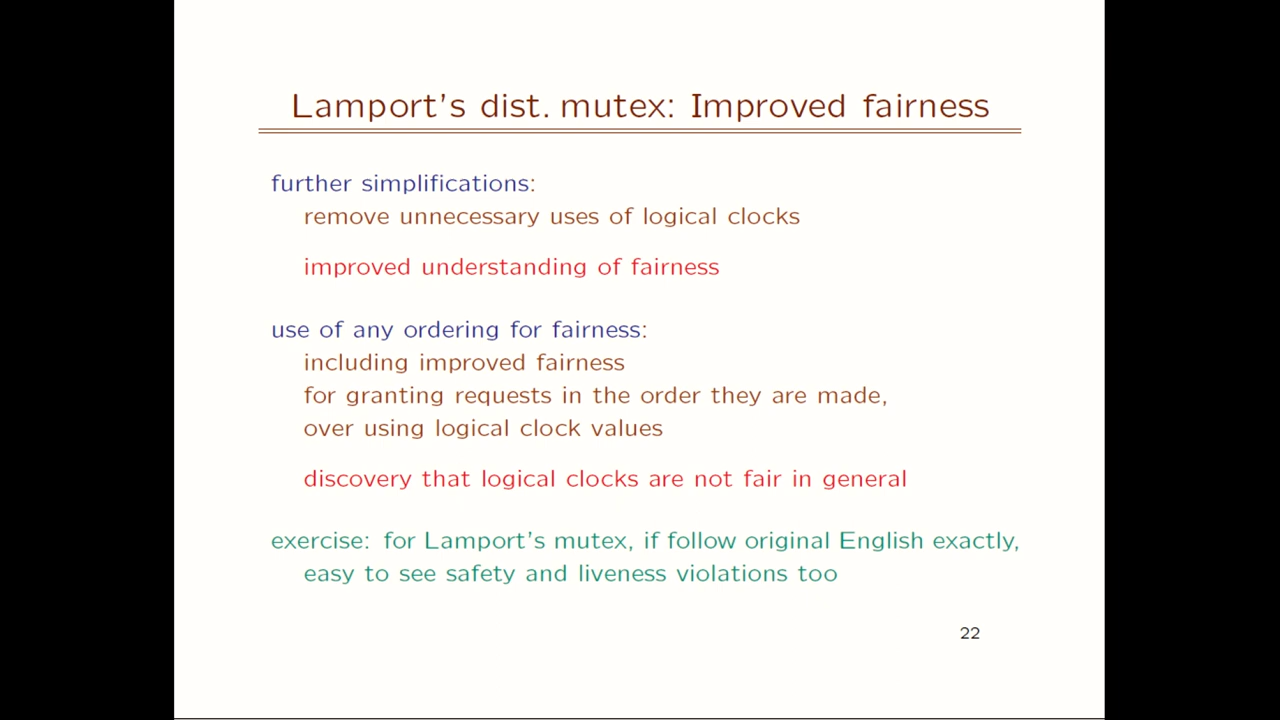 Lamport's dist. mutex: Improved fairness
further simplifications:
remove unnecessary uses of logical clocks
improved understanding of fairness
use of any ordering for fairness:
including improved fairness
for granting requests in the order they are made,
over using logical clock values
discovery that logical clocks are not fair in general
exercise: for Lamport's mutex, if follow original English exactly,
easy to see safety and liveness violations too
22